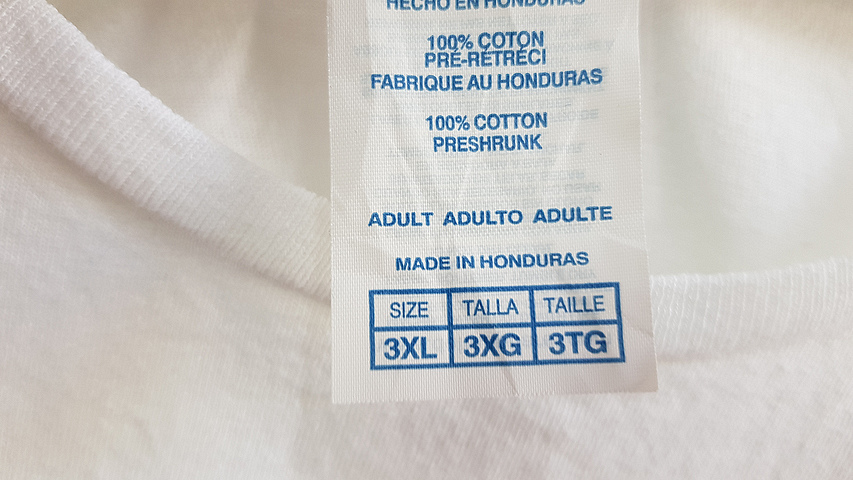 HECHO EN HONDURAS
100% COTON
PRÉ-RÉTRÉCI
FABRIQUE AU HONDURAS
100% COTTON
PRESHRUNK
ADULT ADULTO ADULTE
MADE IN HONDURAS
SIZE TALLA TAILLE
3XL 3XG 3TG